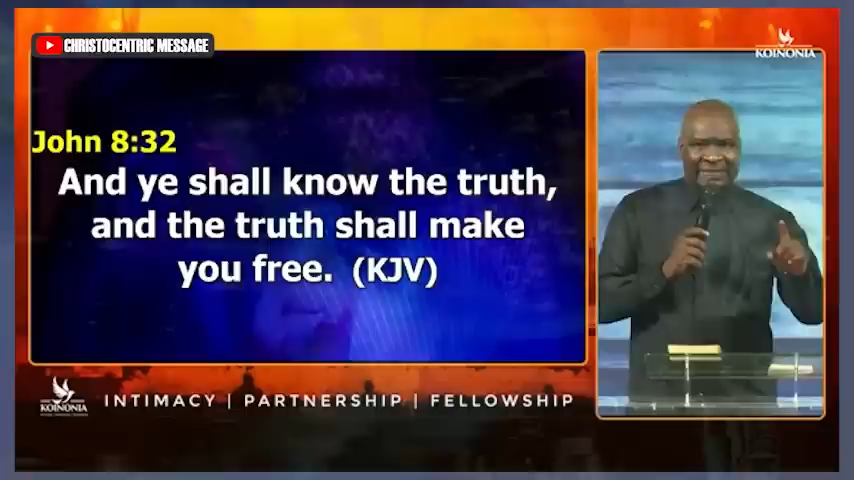 CHRISTOCENTRIC MESSAGE
KOINONIA
John 8:32
And ye shall know the truth,
and the truth shall make
you free. (KJV)
KOINONIA
INTIMACY | PARTNERSHIP | FELLOWSHIP